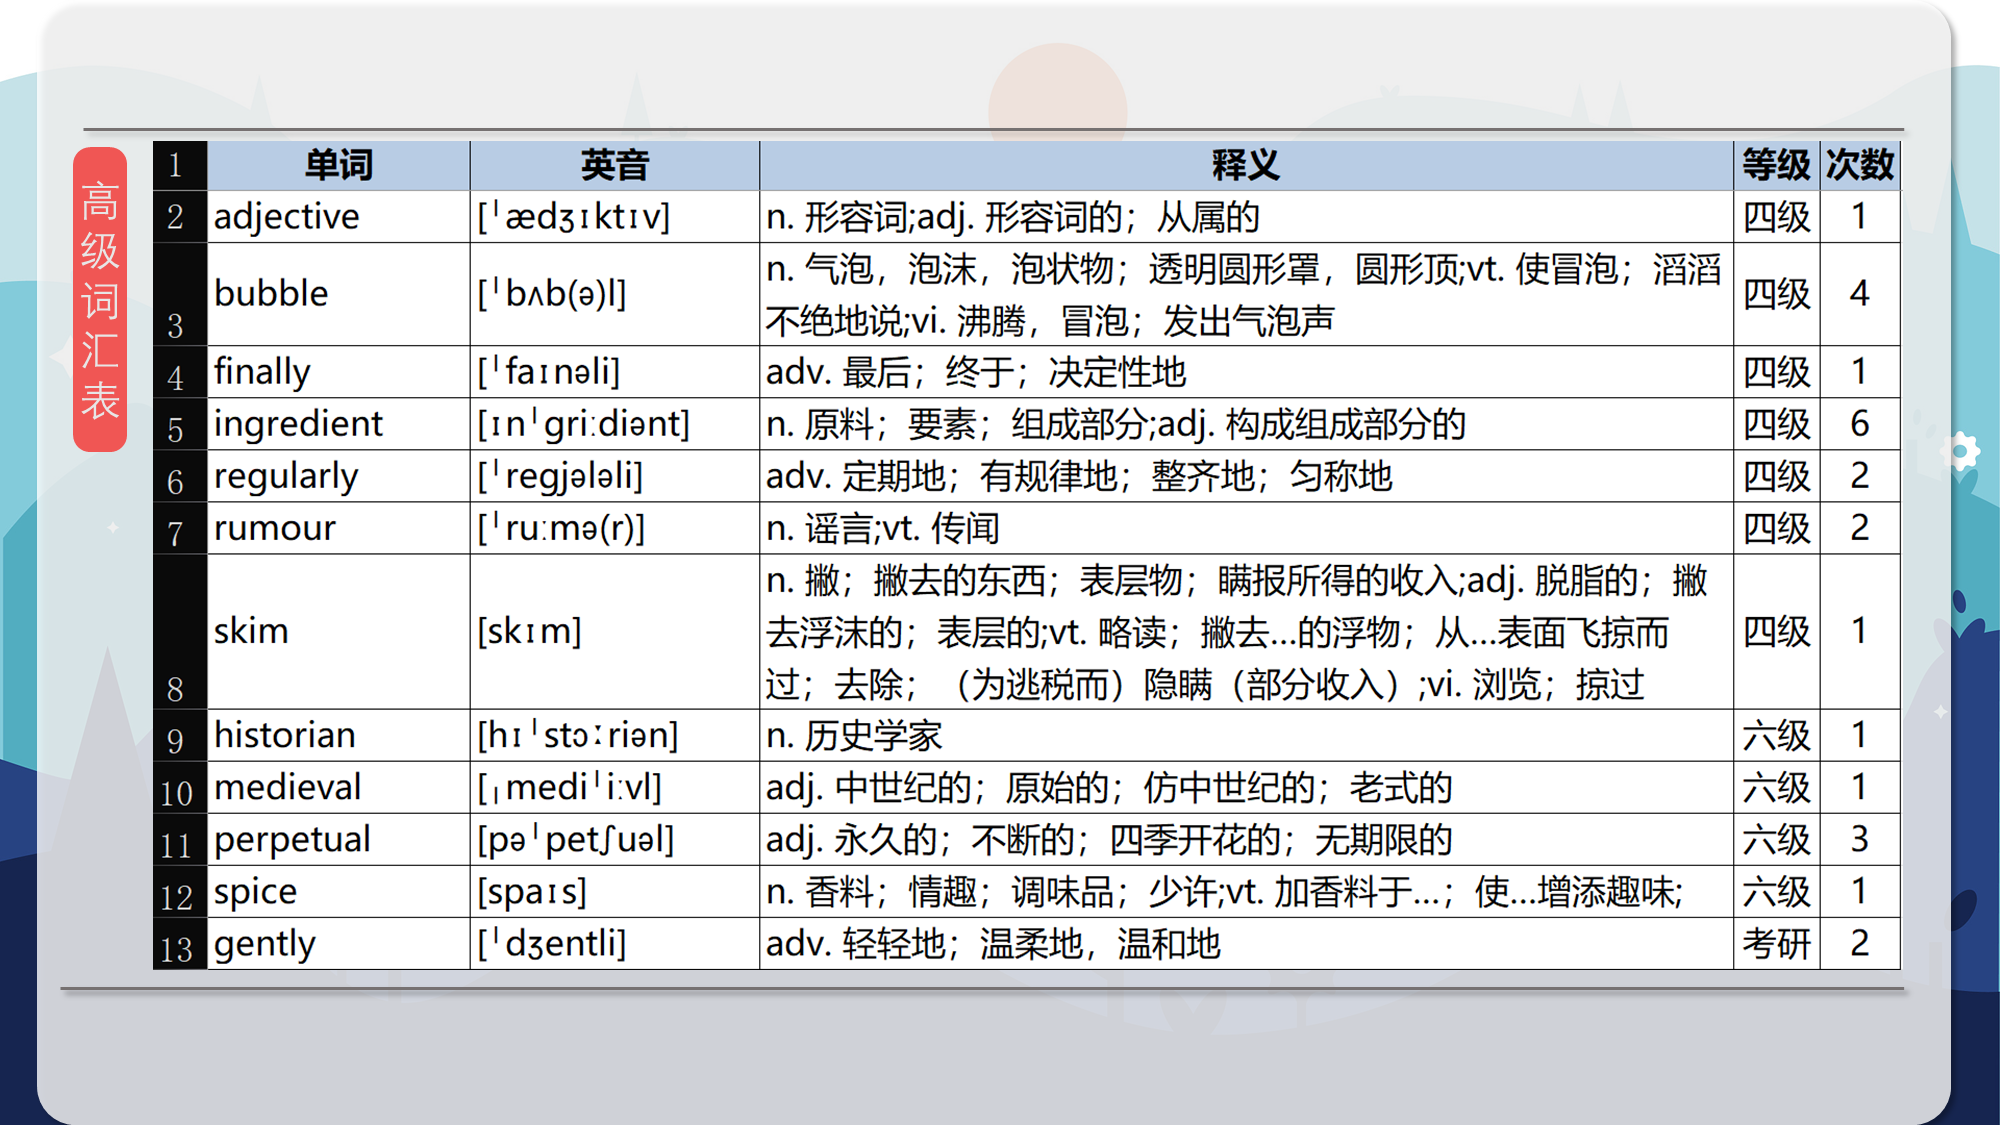 高级词汇表
1 单词 英音 释义 等级 次数
2 adjective [ˈædʒɪktɪv] n. 形容词;adj. 形容词的；从属的 四级 1
3 bubble [ˈbʌb(ə)l] n. 气泡，泡沫，泡状物；透明圆形罩，圆形顶;vt. 使冒泡；滔滔
不绝地说;vi. 沸腾，冒泡；发出气泡声 四级 4
4 finally [ˈfaɪnəli] adv. 最后；终于；决定性地 四级 1
5 ingredient [ɪnˈɡriːdiənt] n. 原料；要素；组成部分;adj. 构成组成部分的 四级 6
6 regularly [ˈreɡjələli] adv. 定期地；有规律地；整齐地；匀称地 四级 2
7 rumour [ˈruːmə(r)] n. 谣言;vt. 传闻 四级 2
8 skim [skɪm] n. 撇；撇去的东西；表层物；瞒报所得的收入;adj. 脱脂的；撇
去浮沫的；表层的;vt. 略读；撇去...的浮物；从...表面飞掠而
过；去除；（为逃税而）隐瞒（部分收入）;vi. 浏览；掠过 四级 1
9 historian [hɪˈstɔːriən] n. 历史学家 六级 1
10 medieval [ˌmediˈiːvl] adj. 中世纪的；原始的；仿中世纪的；老式的 六级 1
11 perpetual [pəˈpetʃuəl] adj. 永久的；不断的；四季开花的；无期限的 六级 3
12 spice [spaɪs] n. 香料；情趣；调味品；少许;vt. 加香料于...；使...增添趣味; 六级 1
13 gently [ˈdʒentli] adv. 轻轻地；温柔地，温和地 考研 2